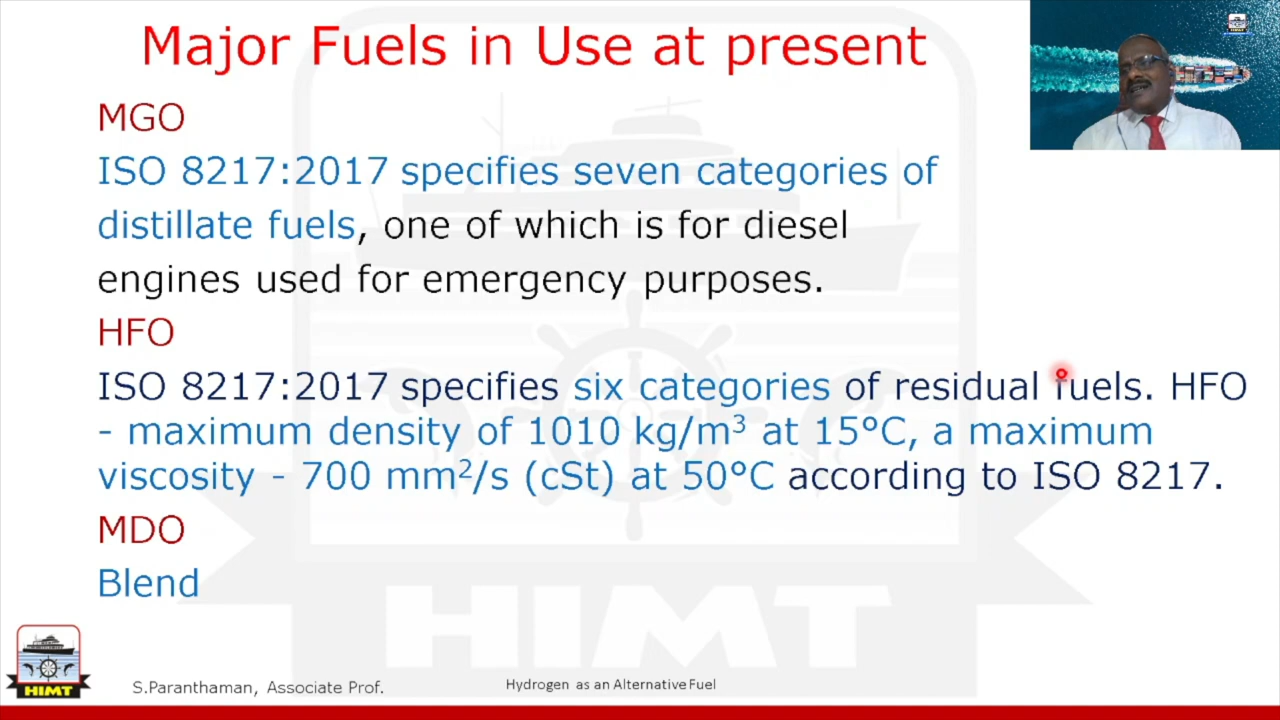 Major Fuels in Use at present
HIMT
MGO
ISO 8217:2017 specifies seven categories of
distillate fuels, one of which is for diesel
engines used for emergency purposes.
HFO
ISO 8217:2017 specifies six categories of residual fuels. HFO
- maximum density of 1010 kg/m³ at 15°C, a maximum
viscosity - 700 mm²/s (cSt) at 50°C according to ISO 8217.
MDO
Blend
HIMT
HIMT
S.Paranthaman, Associate Prof.
Hydrogen as an Alternative Fuel